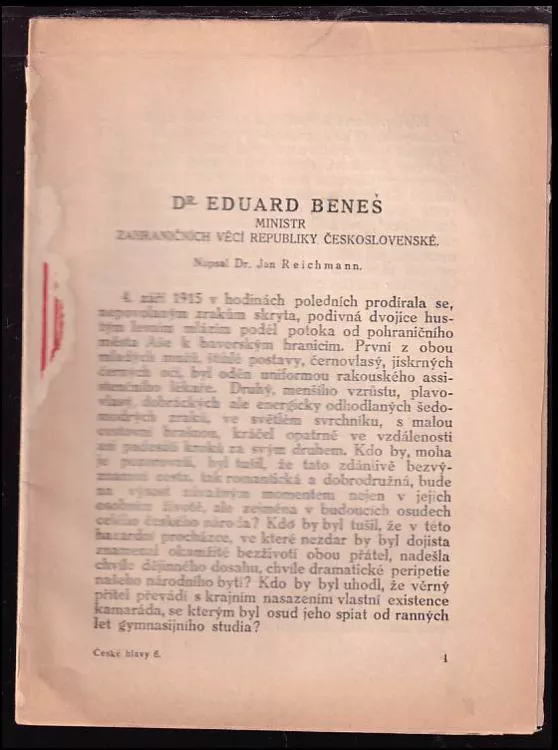 DR. EDUARD BENEŠ
MINISTR
ZAHRANIČNÍCH VĚCÍ REPUBLIKY ČESKOSLOVENSKÉ.
Napsal Dr. Jan Reichmann.
4. září 1915 v hodinách poledních prodírala se,
nepovolaným zrakům skryta, podivná dvojice hus-
tým lesním mlázím podél potoka od pohraničního
města Aše k bavorským hranicím. První z obou
mladých mužů, štíhlé postavy, černovlasý, jiskrných
černých očí, byl oděn uniformou rakouského assi-
stenčního lékaře. Druhý, menšího vzrůstu, plavo-
vlasý, dobráckých ale energicky odhodlaných šedo-
modrých zraků, ve světlém svrchníku, s malou
cestovní brašnou, kráčel opatrně ve vzdálenosti
asi padesáti kroků za svým druhem. Kdo by, moha
je pozorovati, byl tušil, že tato zdánlivě bezvý-
znamná cesta, tak romantická a dobrodružná, bude
na výsost závažným momentem nejen v jejich
osobním životě, ale zejména v budoucích osudech
celého českého národa? Kdo by byl tušil, že v této
hazardní procházce, ve které nezdar by byl dojista
znamenal okamžité bezživotí obou přátel, nadešla
chvíle dějinného dosahu, chvíle dramatické peripetie
našeho národního bytí? Kdo by byl uhodl, že věrný
přítel převádí s krajním nasazením vlastní existence
kamaráda, se kterým byl osud jeho spiat od ranných
let gymnasijního studia?
České hlavy 6. 1